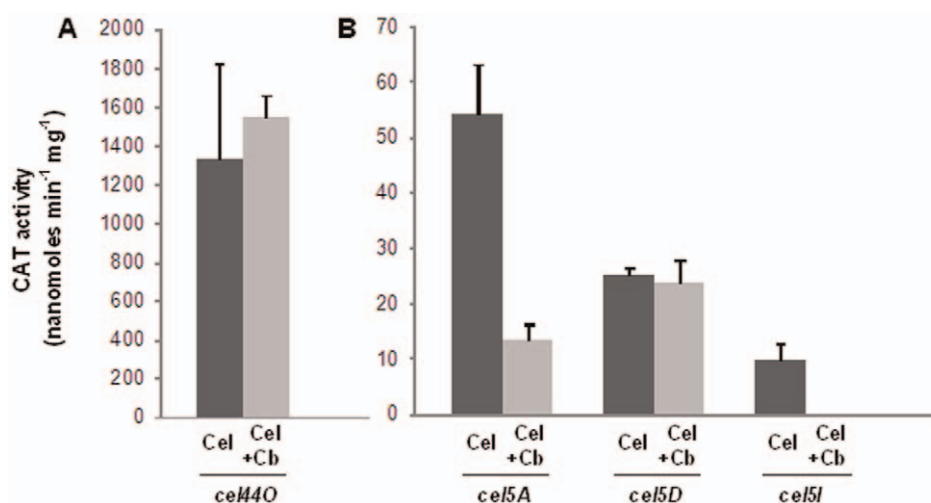 A
B
CAT activity
(nanomoles min-1 mg-1)
2000
1800
1600
1400
1200
1000
800
600
400
200
0
70
60
50
40
30
20
10
0
Cel
Cel
+Cb
cel44O
Cel
Cel
+Cb
cel5A
Cel
Cel
+Cb
cel5D
Cel
Cel
+Cb
cel5I